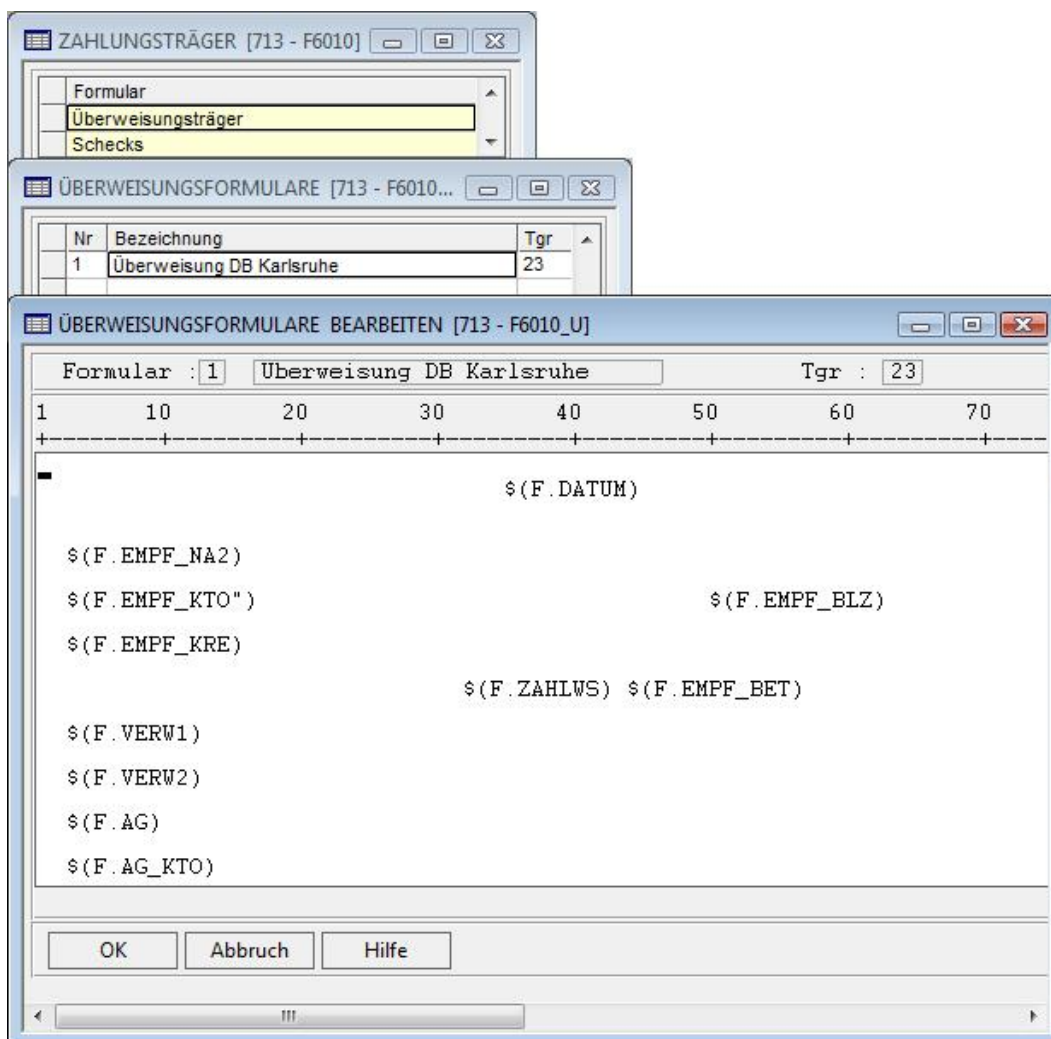 ZAHLUNGSTRÄGER [713 - F6010]
Formular
Überweisungsträger
Schecks
ÜBERWEISUNGSFORMULARE [713 - F6010...
Nr Bezeichnung Tgr
1 Überweisung DB Karlsruhe 23
ÜBERWEISUNGSFORMULARE BEARBEITEN [713 - F6010_U]
Formular : 1 Uberweisung DB Karlsruhe Tgr : 23
1 10 20 30 40 50 60 70
+--------+---------+---------+---------+---------+---------+---------+----
$(F.DATUM)
$(F.EMPF_NA2)
$(F.EMPF_KTO") $(F.EMPF_BLZ)
$(F.EMPF_KRE)
$(F.ZAHLWS) $(F.EMPF_BET)
$(F.VERW1)
$(F.VERW2)
$(F.AG)
$(F.AG_KTO)
OK Abbruch Hilfe